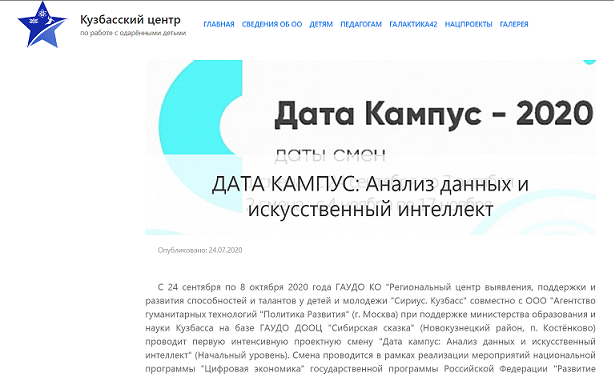 Кузбасский центр
по работе с одарёнными детьми
ГЛАВНАЯ СВЕДЕНИЯ ОБ ОО ДЕТЯМ ПЕДАГОГАМ ГАЛАКТИКА42 НАЦПРОЕКТЫ ГАЛЕРЕЯ
Дата Кампус - 2020
даты смен
ДАТА КАМПУС: Анализ данных и
искусственный интеллект
Опубликовано: 24.07.2020
С 24 сентября по 8 октября 2020 года ГАУДО КО "Региональный центр выявления, поддержки и
развития способностей и талантов у детей и молодежи "Сириус. Кузбасс" совместно с ООО "Агентство
гуманитарных технологий "Политика Развития" (г. Москва) при поддержке министерства образования и
науки Кузбасса на базе ГАУДО ДООЦ "Сибирская сказка" (Новокузнецкий район, п. Костёнково)
проводит первую интенсивную проектную смену "Дата кампус: Анализ данных и искусственный
интеллект" (Начальный уровень). Смена проводится в рамках реализации мероприятий национальной
программы "Цифровая экономика" государственной программы Российской Федерации "Развитие